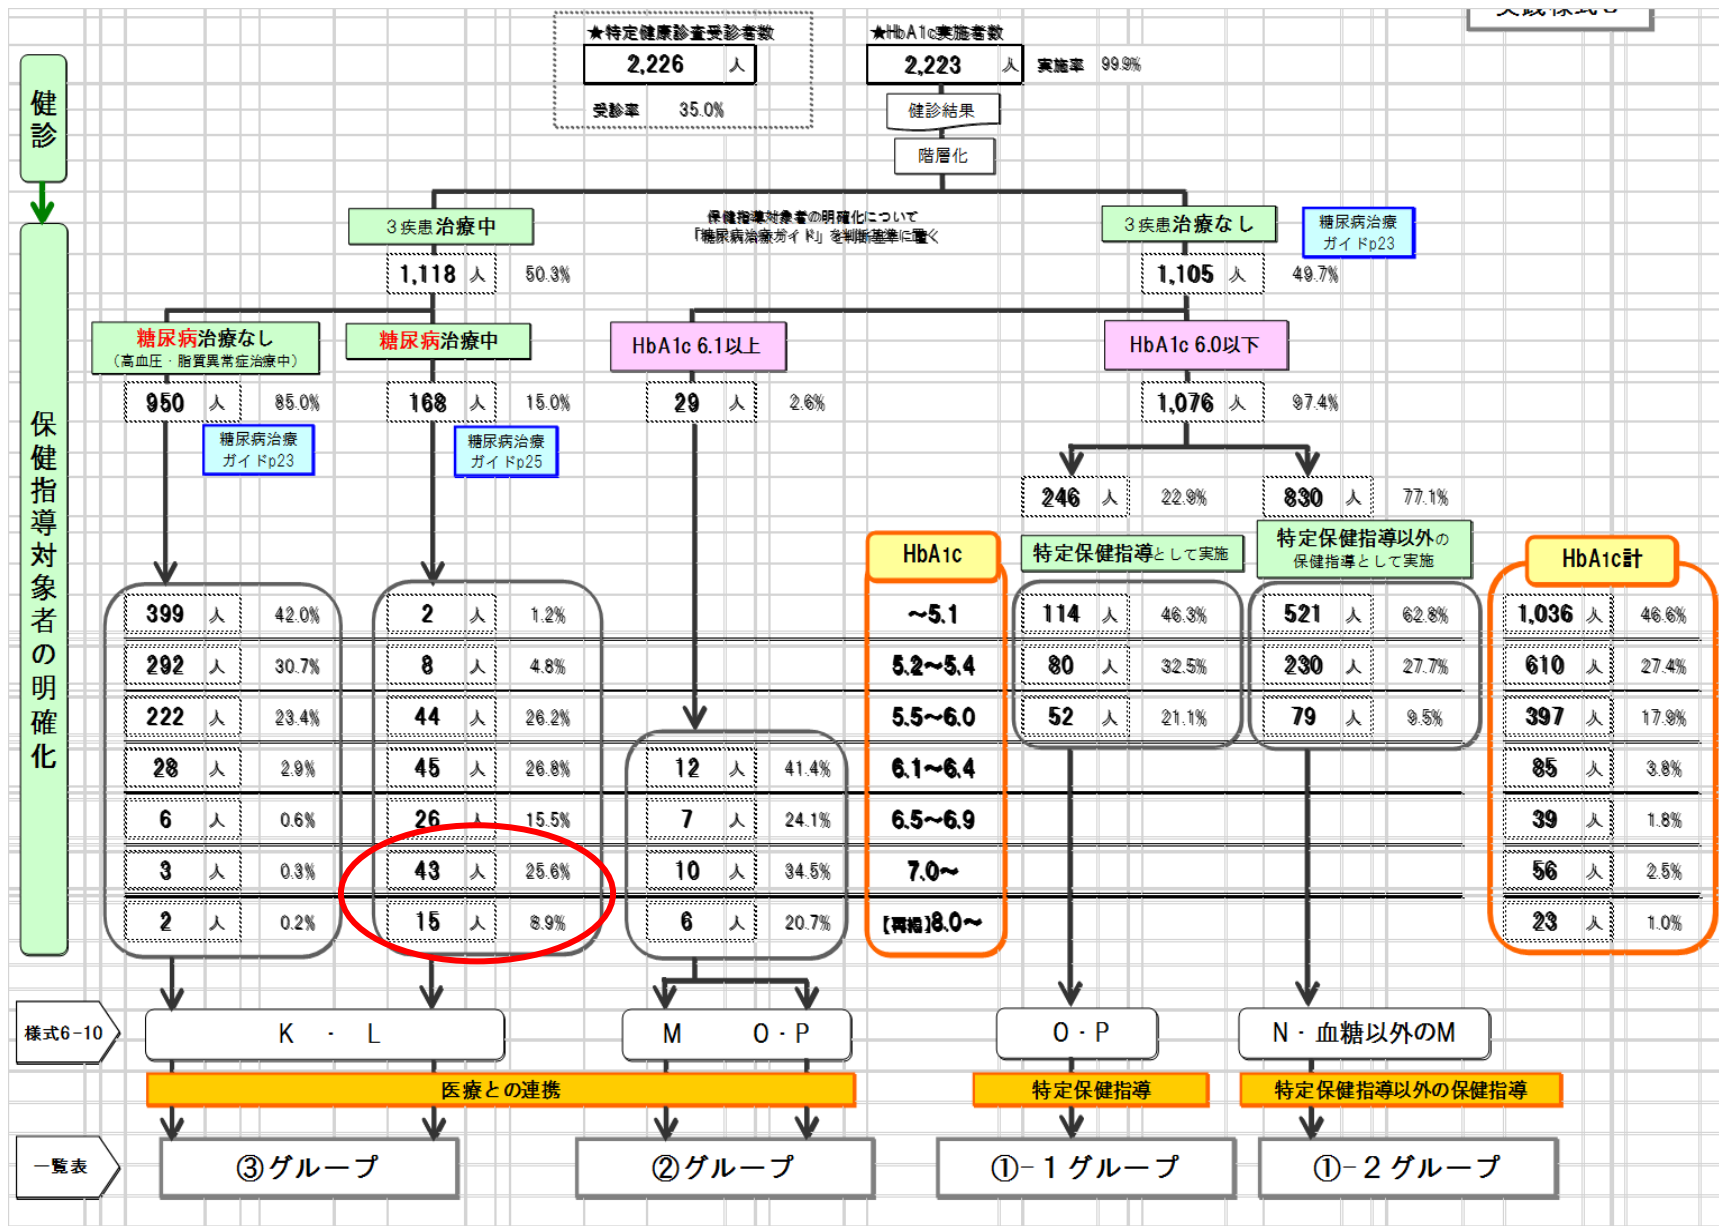 ★特定健康診査受診者数
2,226 人
受診率 35.0%
★HbA1c実施者数
2,223 人 実施率 99.9%
健診結果
階層化
健診
保健指導対象者の明確化
保健指導対象者の明確化について
「糖尿病治療ガイド」を判断基準に置く
3疾患治療中
1,118 人 50.3%
3疾患治療なし
糖尿病治療
ガイドp23
1,105 人 49.7%
糖尿病治療なし
(高血圧・脂質異常症治療中)
糖尿病治療中
HbA1c 6.1以上
HbA1c 6.0以下
950 人 85.0%
168 人 15.0%
29 人 2.6%
1,076 人 97.4%
糖尿病治療
ガイドp23
糖尿病治療
ガイドp25
246 人 22.9%
830 人 77.1%
HbA1c
特定保健指導として実施
特定保健指導以外の
保健指導として実施
HbA1c計
399 人 42.0% 2 人 1.2% ～5.1 114 人 46.3% 521 人 62.8% 1,036 人 46.6%
292 人 30.7% 8 人 4.8% 5.2～5.4 80 人 32.5% 230 人 27.7% 610 人 27.4%
222 人 23.4% 44 人 26.2% 5.5～6.0 52 人 21.1% 79 人 9.5% 397 人 17.9%
28 人 2.9% 45 人 26.8% 12 人 41.4% 6.1～6.4 85 人 3.8%
6 人 0.6% 26 人 15.5% 7 人 24.1% 6.5～6.9 39 人 1.8%
3 人 0.3% 43 人 25.6% 10 人 34.5% 7.0～ 56 人 2.5%
2 人 0.2% 15 人 8.9% 6 人 20.7% 【再掲】8.0～ 23 人 1.0%
様式6-10
K ・ L
M O・P
O・P
N・血糖以外のM
医療との連携
特定保健指導
特定保健指導以外の保健指導
一覧表
③グループ
②グループ
①-1グループ
①-2グループ